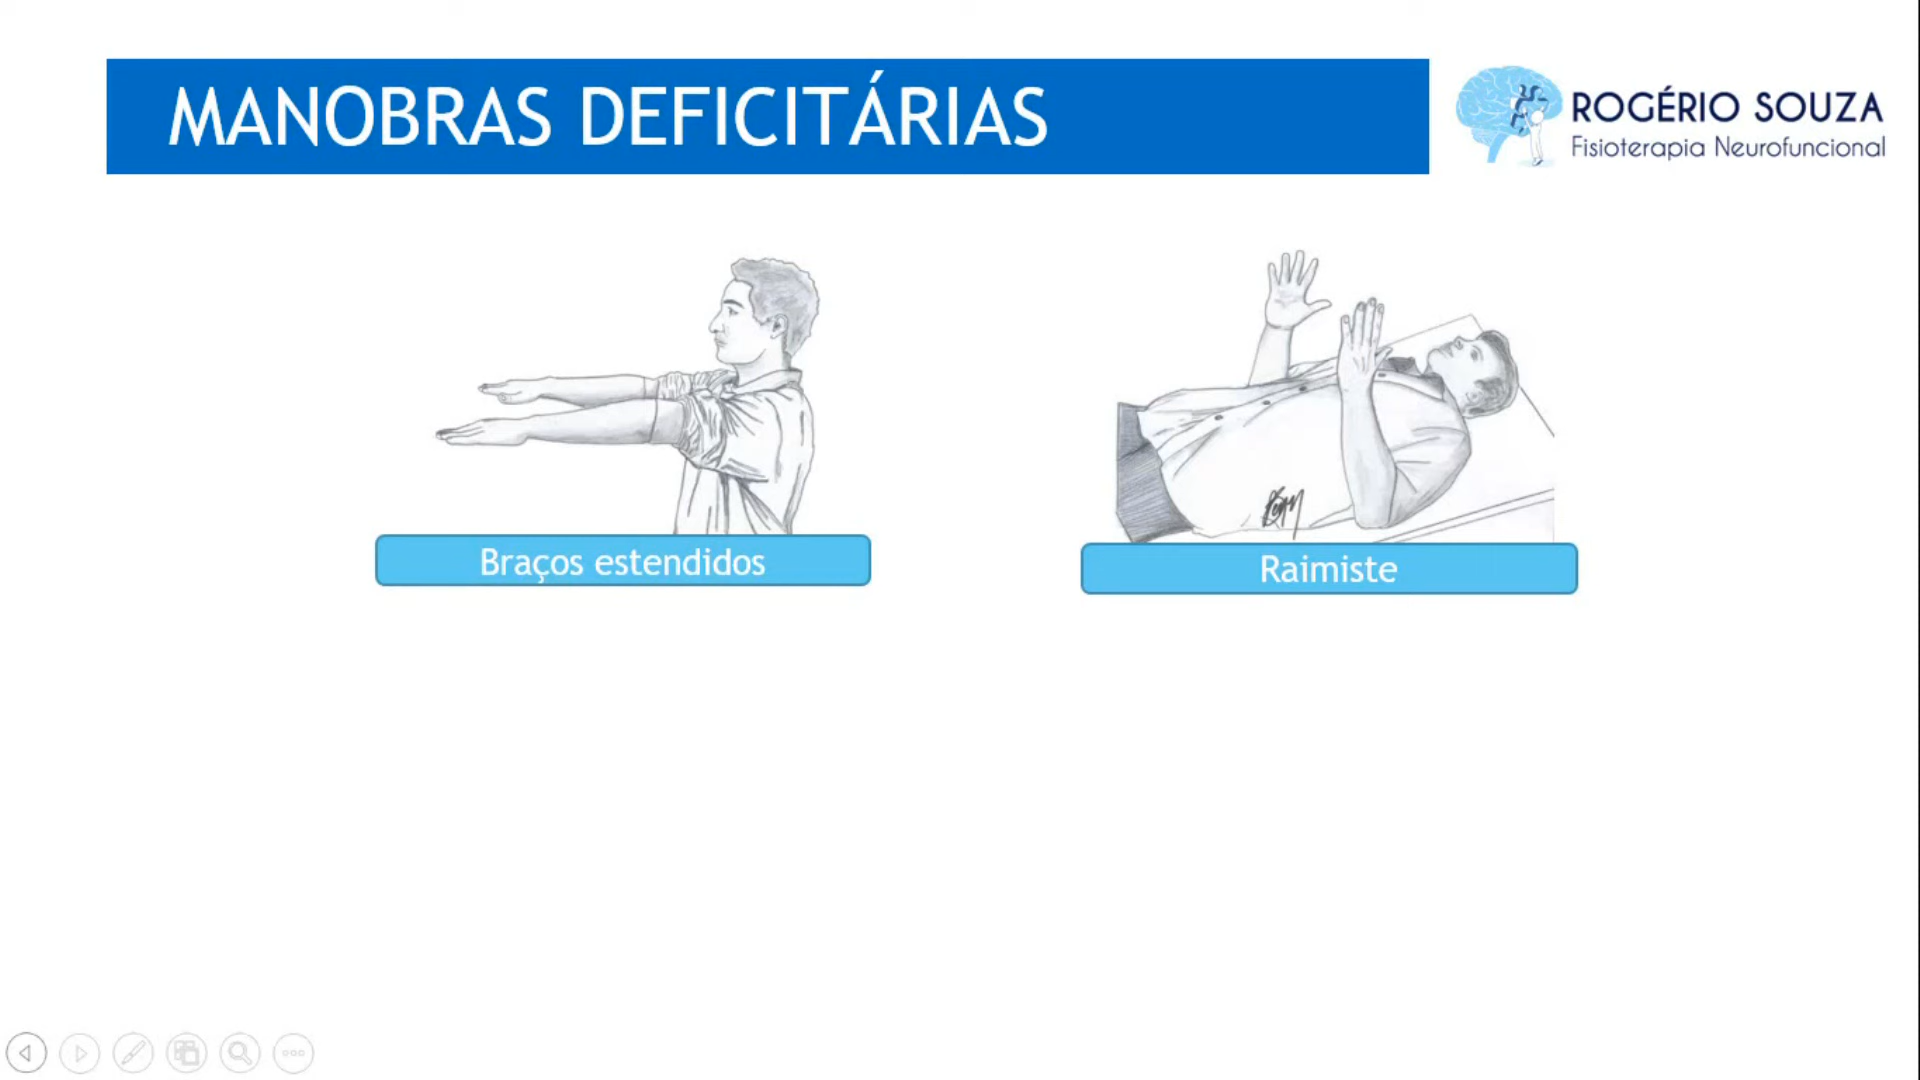 MANOBRAS DEFICITÁRIAS
ROGÉRIO SOUZA
Fisioterapia Neurofuncional
Braços estendidos
Raimiste